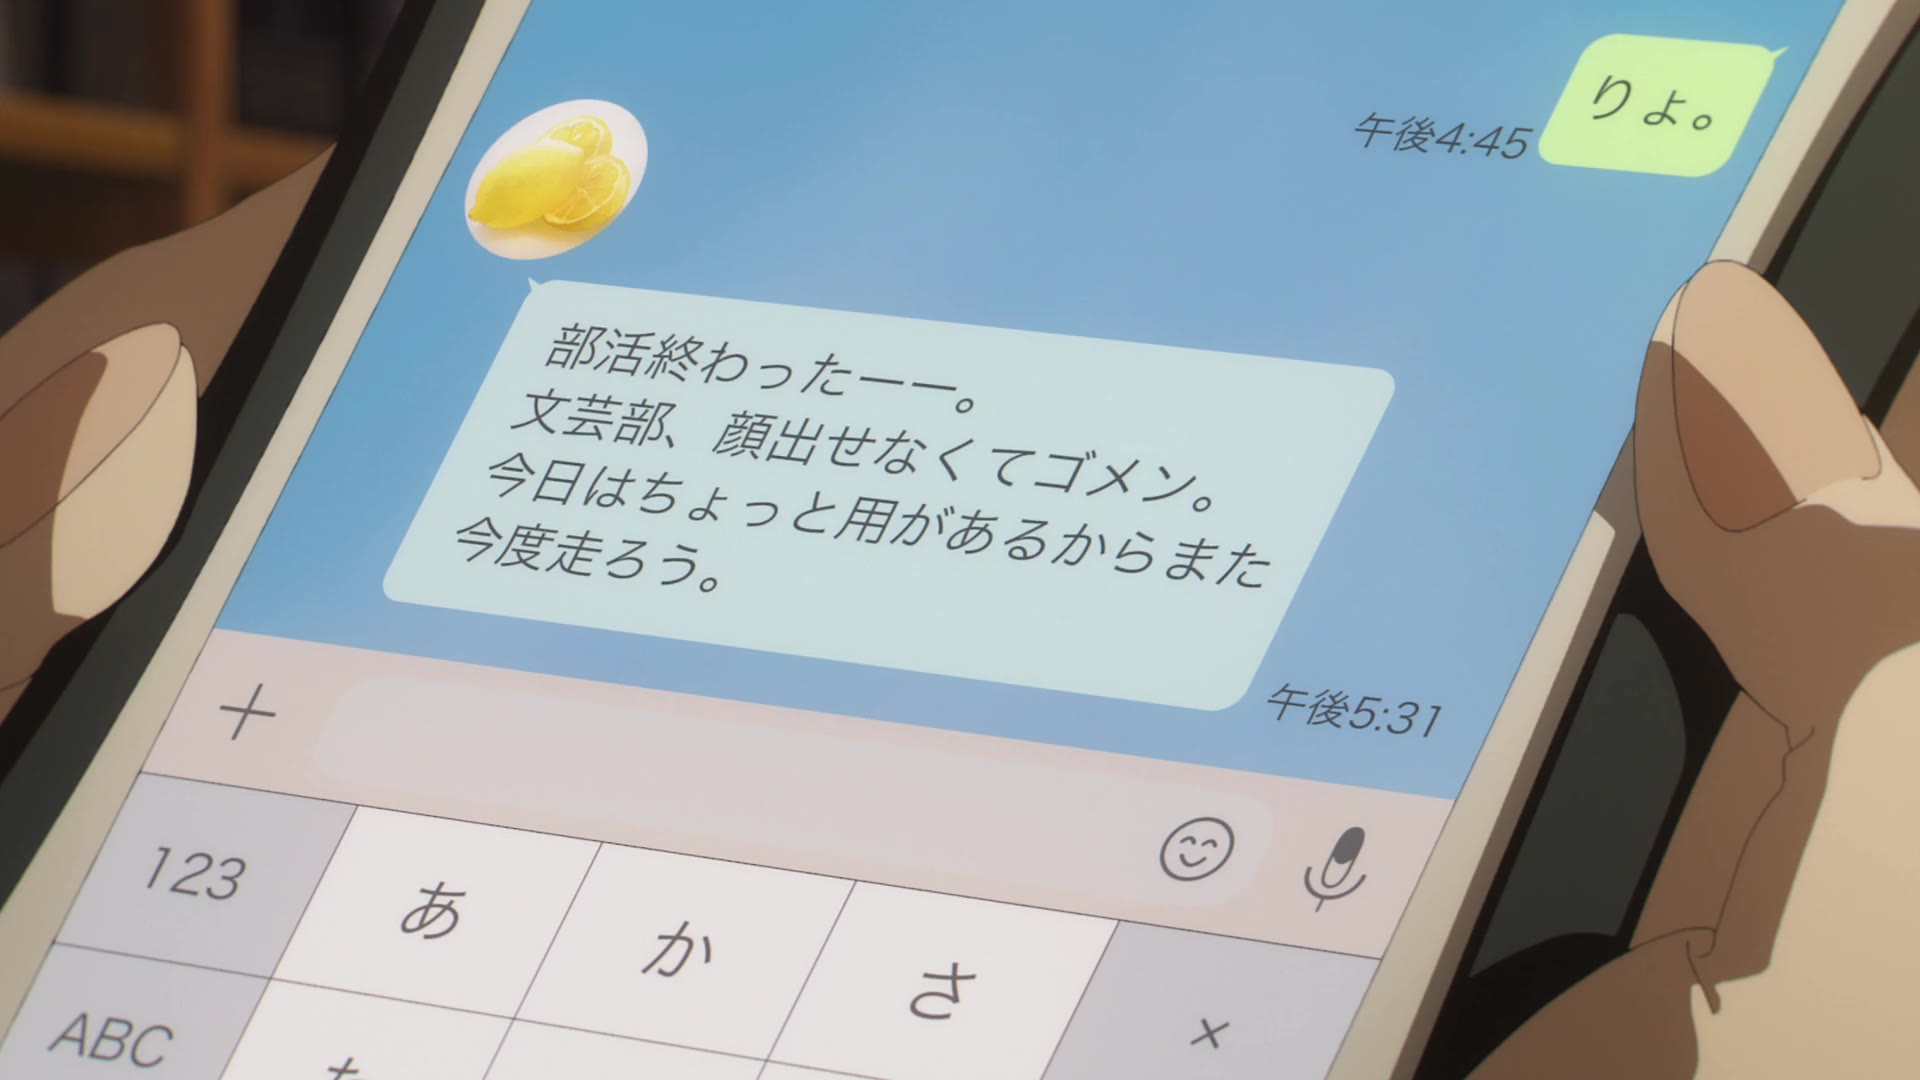 りょ。
午後4:45
部活終わったーー。
文芸部、顔出せなくてゴメン。
今日はちょっと用があるからまた
今度走ろう。
午後5:31
123
あ
か
さ
×
ABC
た